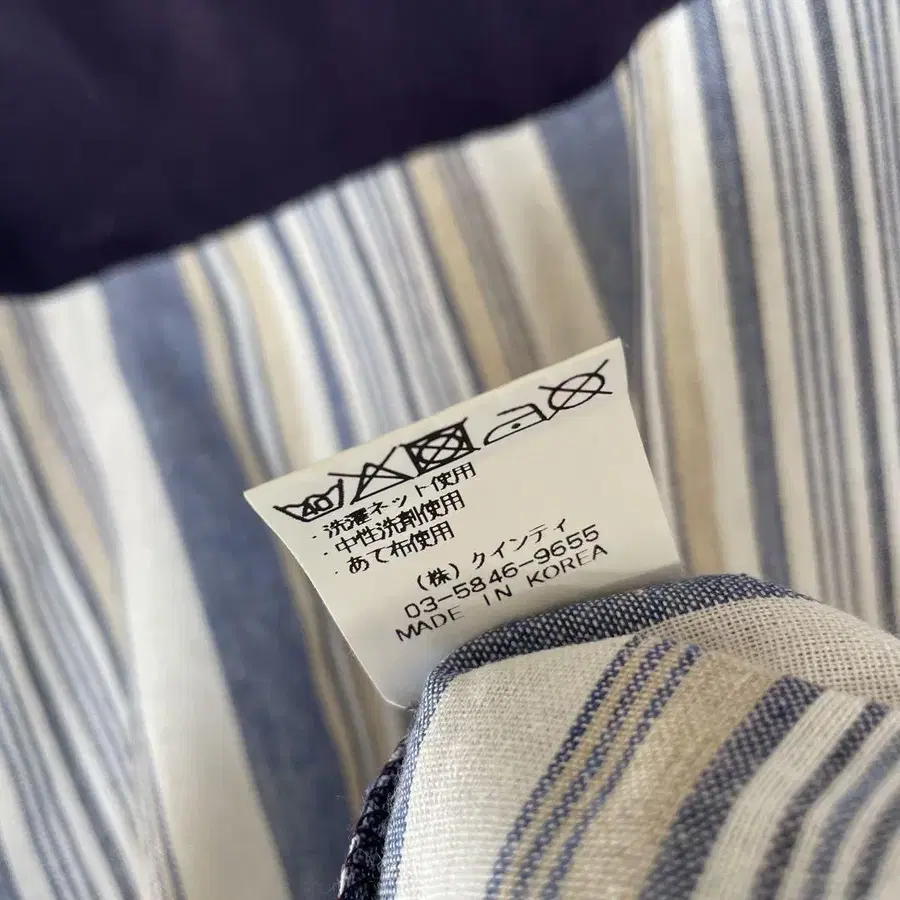 40
・洗濯ネット使用
・中性洗剤使用
・あて布使用
(株) クインティ
03-5846-9655
MADE IN KOREA